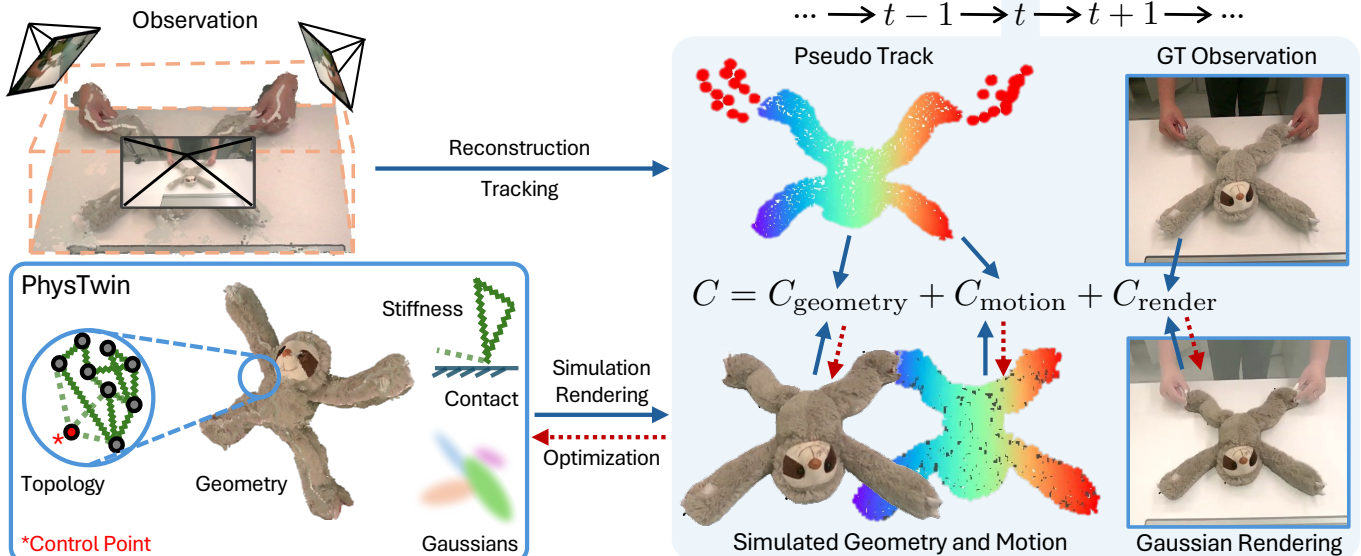 Observation
··· → t − 1 → t → t + 1 → ···
Pseudo Track
GT Observation
Reconstruction
Tracking
C = C_geometry + C_motion + C_render
PhysTwin
Stiffness
Contact
*
Topology
Geometry
*Control Point
Gaussians
Simulation
Rendering
Optimization
Simulated Geometry and Motion
Gaussian Rendering